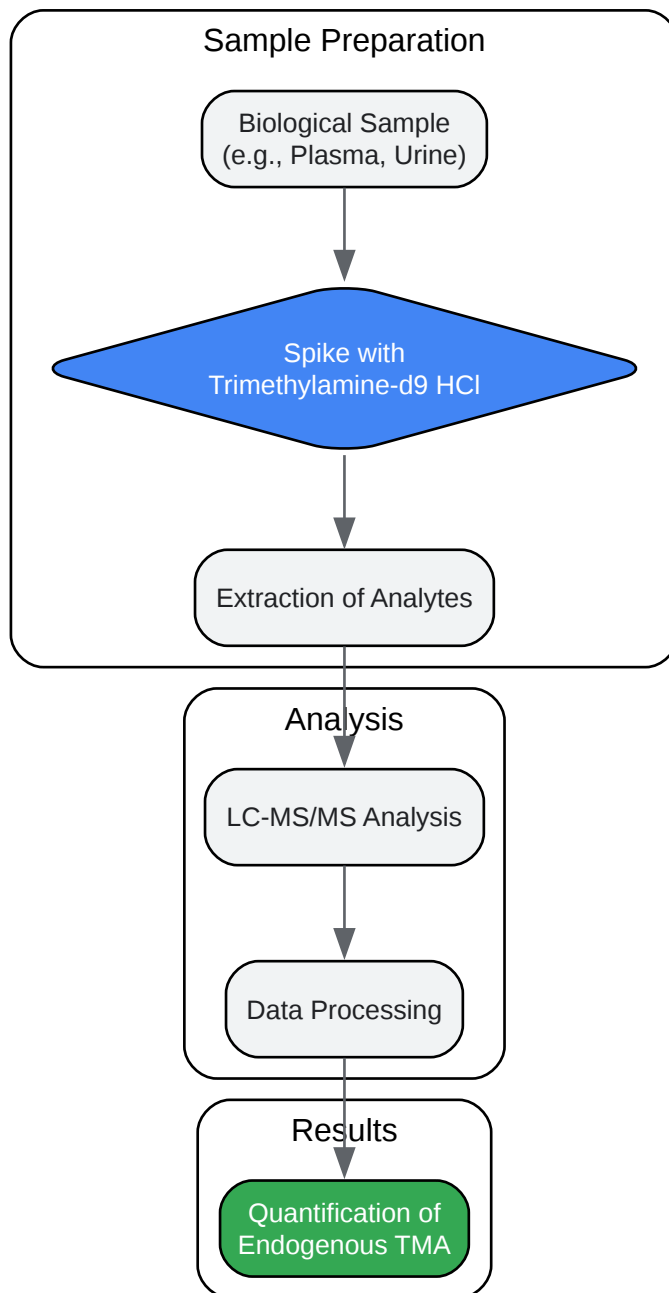 Sample Preparation
Biological Sample
(e.g., Plasma, Urine)
Spike with
Trimethylamine-d9 HCl
Extraction of Analytes
Analysis
LC-MS/MS Analysis
Data Processing
Results
Quantification of
Endogenous TMA